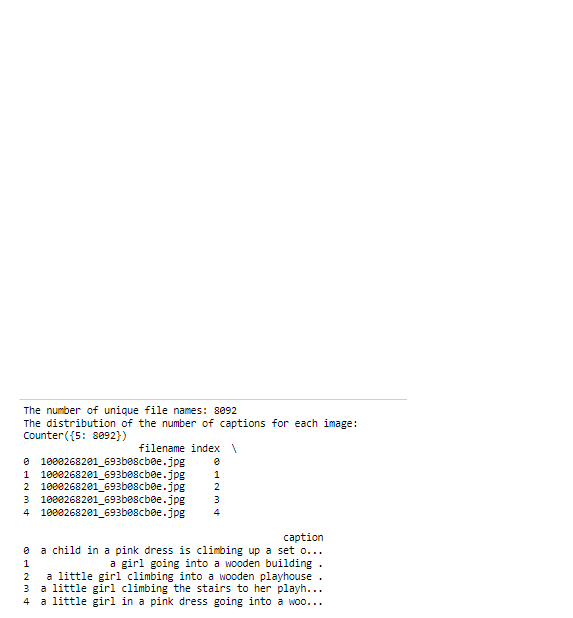 The number of unique file names: 8092
The distribution of the number of captions for each image:
Counter({5: 8092})
filename index \
0 1000268201_693b08cb0e.jpg 0
1 1000268201_693b08cb0e.jpg 1
2 1000268201_693b08cb0e.jpg 2
3 1000268201_693b08cb0e.jpg 3
4 1000268201_693b08cb0e.jpg 4
caption
0 a child in a pink dress is climbing up a set o...
1 a girl going into a wooden building .
2 a little girl climbing into a wooden playhouse .
3 a little girl climbing the stairs to her playh...
4 a little girl in a pink dress going into a woo...